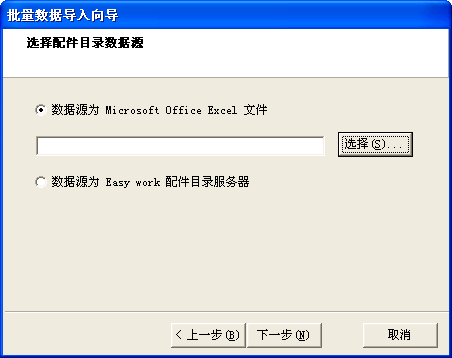 批量数据导入向导
选择配件目录数据源
数据源为 Microsoft Office Excel 文件
选择(S)...
数据源为 Easy work 配件目录服务器
< 上一步(B) 下一步(N) 取消